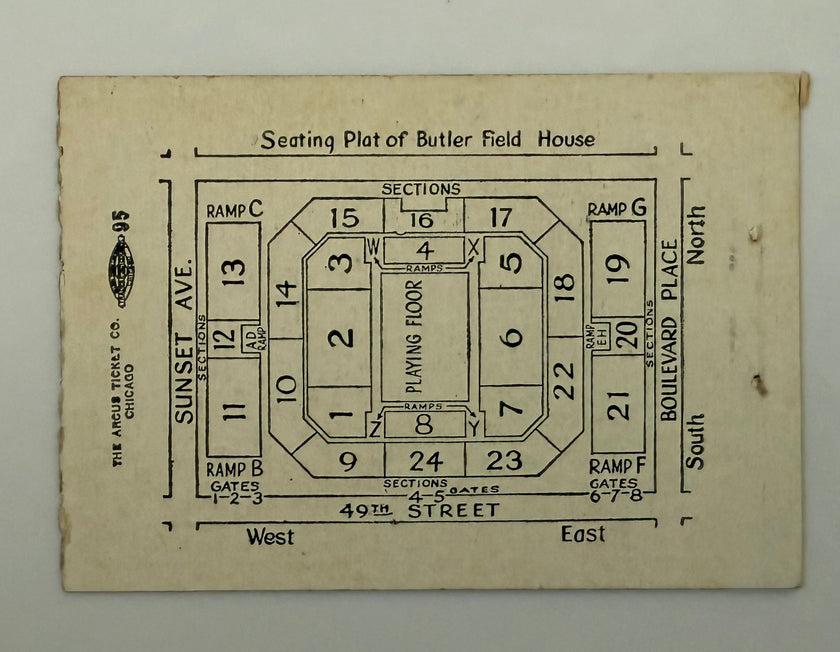 Seating Plat of Butler Field House
SECTIONS
RAMP C
15
16
17
RAMP G
North
95
W
4
X
RAMPS
13
3
5
19
14
18
SUNSET AVE.
SECTIONS
12
AD
RAMP
2
PLAYING FLOOR
6
RAMP
EH
20
SECTIONS
BOULEVARD PLACE
THE ARCUS TICKET CO.
CHICAGO
10
22
11
1
RAMPS
7
21
Z
8
Y
South
9
24
23
RAMP B
RAMP F
GATES
1-2-3
SECTIONS
4-5 GATES
GATES
6-7-8
49TH STREET
West
East